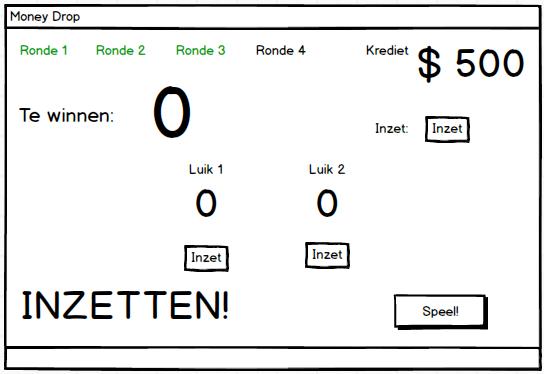 Money Drop
Ronde 1 Ronde 2 Ronde 3 Ronde 4 Krediet $ 500
Te winnen: 0
Inzet: Inzet
Luik 1 Luik 2
0 0
Inzet Inzet
INZETTEN! Speel!